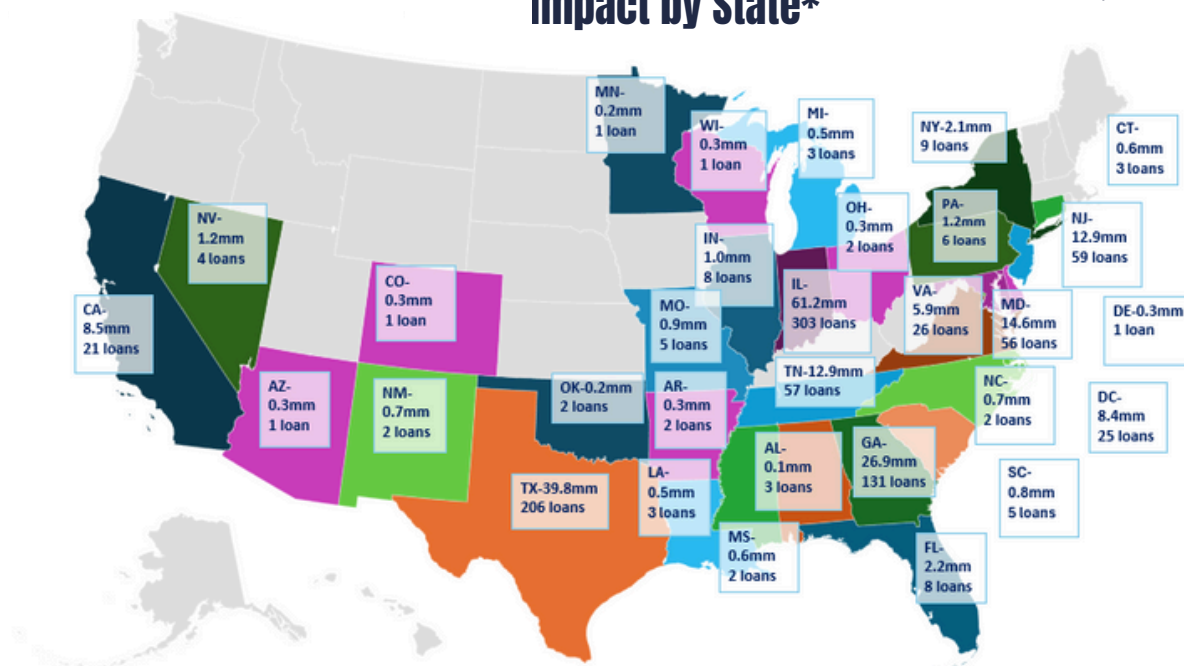 Impact by State*
MN-
0.2mm
1 loan
WI-
0.3mm
1 loan
MI-
0.5mm
3 loans
NY-2.1mm
9 loans
CT-
0.6mm
3 loans
NV-
1.2mm
4 loans
OH-
0.3mm
2 loans
PA-
1.2mm
6 loans
NJ-
12.9mm
59 loans
IN-
1.0mm
8 loans
CO-
0.3mm
1 loan
IL-
61.2mm
303 loans
VA-
5.9mm
26 loans
MD-
14.6mm
56 loans
DE-0.3mm
1 loan
CA-
8.5mm
21 loans
MO-
0.9mm
5 loans
AZ-
0.3mm
1 loan
NM-
0.7mm
2 loans
OK-0.2mm
2 loans
AR-
0.3mm
2 loans
TN-12.9mm
57 loans
NC-
0.7mm
2 loans
DC-
8.4mm
25 loans
TX-39.8mm
206 loans
LA-
0.5mm
3 loans
AL-
0.1mm
3 loans
GA-
26.9mm
131 loans
SC-
0.8mm
5 loans
MS-
0.6mm
2 loans
FL-
2.2mm
8 loans